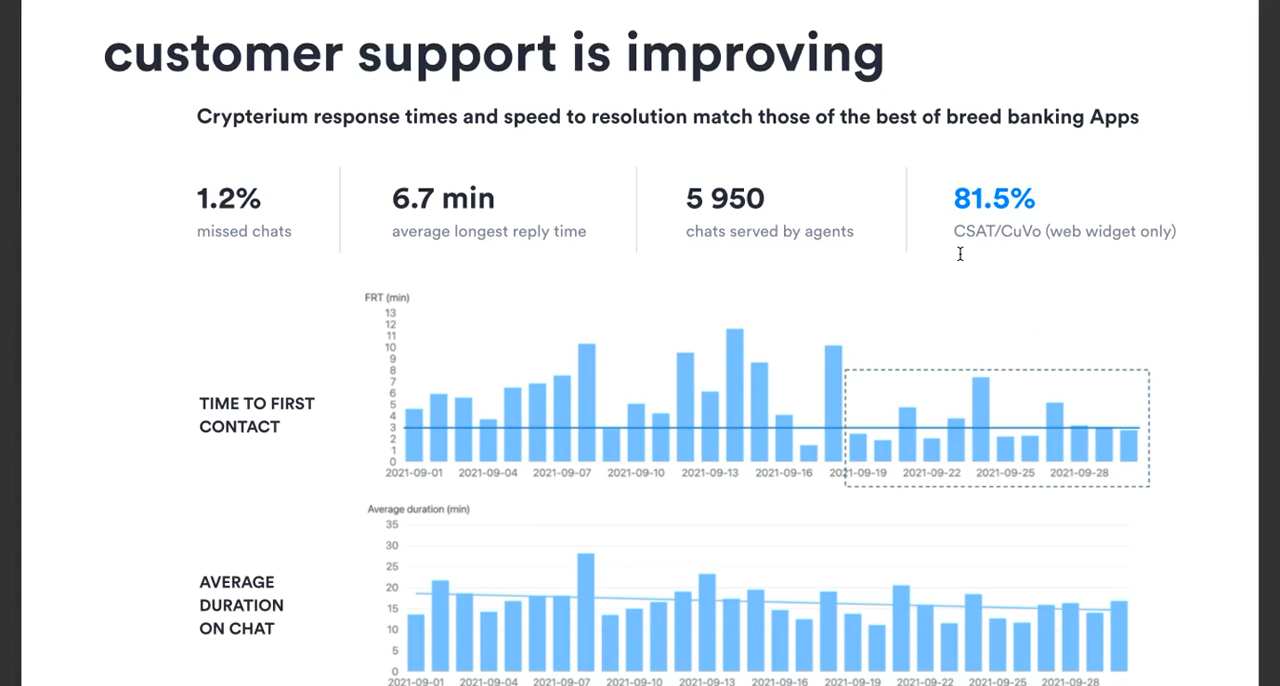 customer support is improving
Crypterium response times and speed to resolution match those of the best of breed banking Apps
1.2%
missed chats
6.7 min
average longest reply time
5 950
chats served by agents
81.5%
CSAT/CuVo (web widget only)
TIME TO FIRST
CONTACT
FRT (min)
13
12
11
10
9
8
7
6
5
4
3
2
1
0
2021-09-01 2021-09-04 2021-09-07 2021-09-10 2021-09-13 2021-09-16 2021-09-19 2021-09-22 2021-09-25 2021-09-28
AVERAGE
DURATION
ON CHAT
Average duration (min)
35
30
25
20
15
10
5
0
2021-09-01 2021-09-04 2021-09-07 2021-09-10 2021-09-13 2021-09-16 2021-09-19 2021-09-22 2021-09-25 2021-09-28